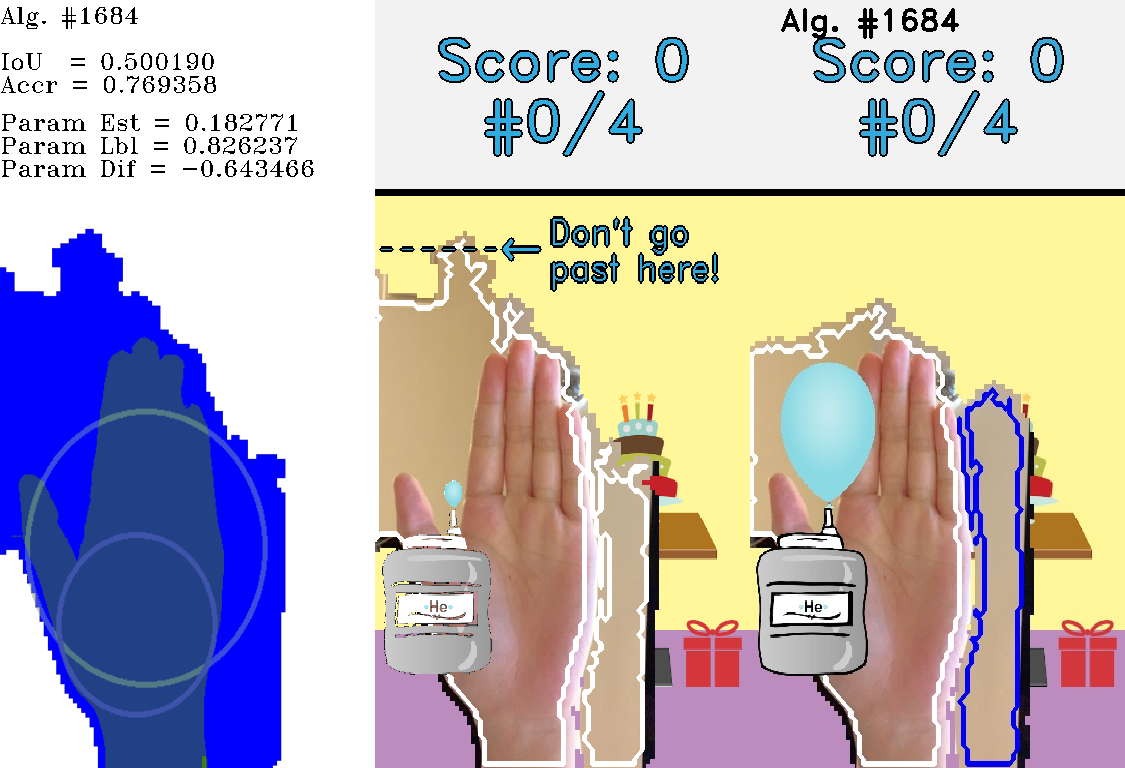 Alg. #1684
IoU = 0.500190
Accr = 0.769358
Param Est = 0.182771
Param Lbl = 0.826237
Param Dif = −0.643466
Score: 0
#0/4
Don't go
past here!
He
Alg. #1684
Score: 0
#0/4
He